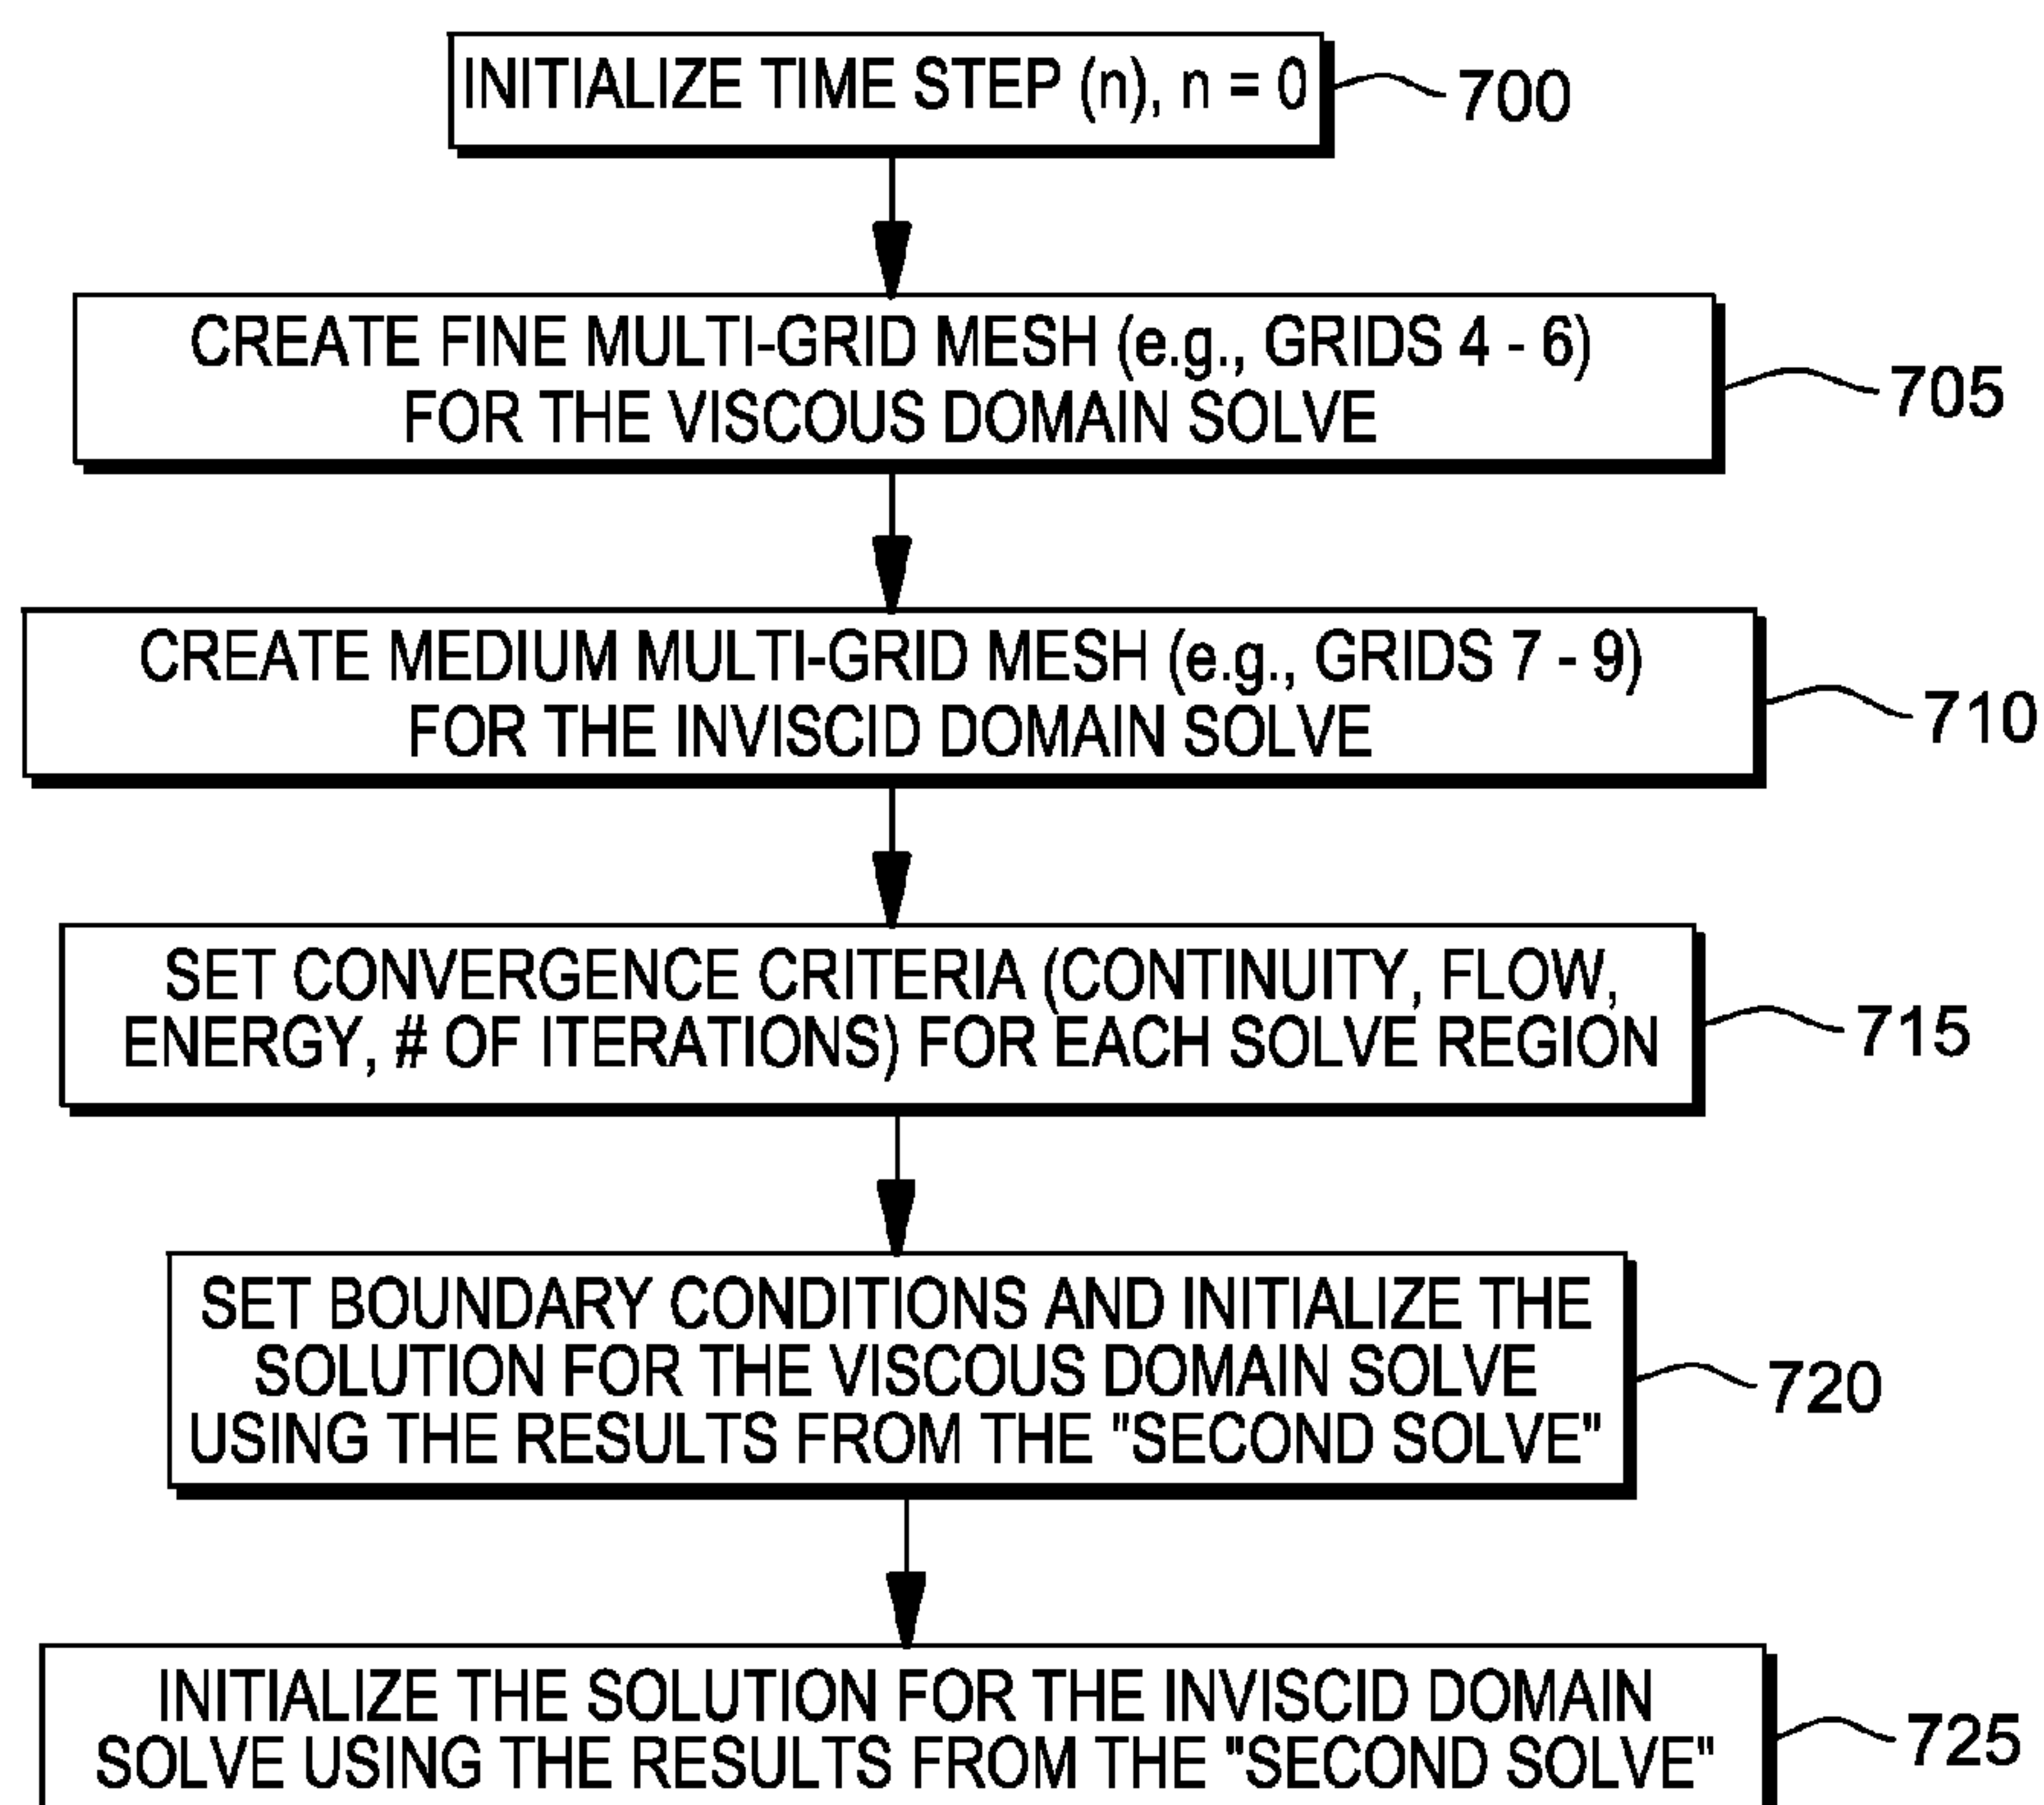 INITIALIZE TIME STEP (n), n = 0
700
CREATE FINE MULTI-GRID MESH (e.g., GRIDS 4 - 6)
FOR THE VISCOUS DOMAIN SOLVE
705
CREATE MEDIUM MULTI-GRID MESH (e.g., GRIDS 7 - 9)
FOR THE INVISCID DOMAIN SOLVE
710
SET CONVERGENCE CRITERIA (CONTINUITY, FLOW,
ENERGY, # OF ITERATIONS) FOR EACH SOLVE REGION
715
SET BOUNDARY CONDITIONS AND INITIALIZE THE
SOLUTION FOR THE VISCOUS DOMAIN SOLVE
USING THE RESULTS FROM THE "SECOND SOLVE"
720
INITIALIZE THE SOLUTION FOR THE INVISCID DOMAIN
SOLVE USING THE RESULTS FROM THE "SECOND SOLVE"
725